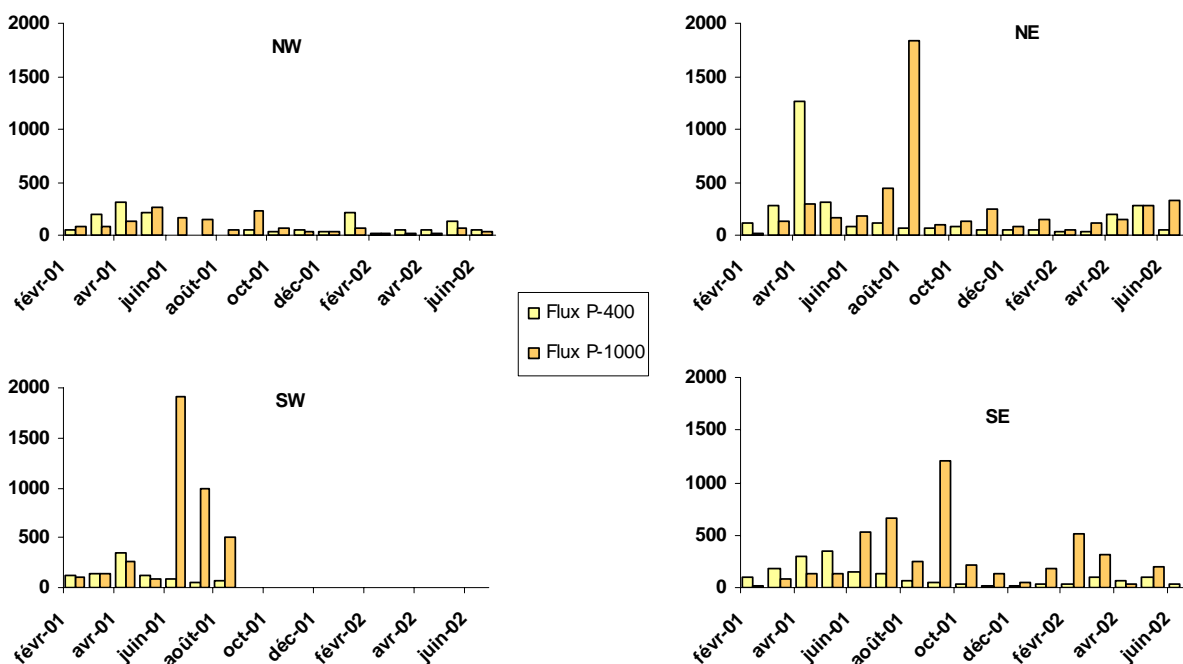 2000
1500
1000
500
0
NW
févr-01
avr-01
juin-01
août-01
oct-01
déc-01
févr-02
avr-02
juin-02
2000
1500
1000
500
0
NE
févr-01
avr-01
juin-01
août-01
oct-01
déc-01
févr-02
avr-02
juin-02
Flux P-400
Flux P-1000
2000
1500
1000
500
0
SW
févr-01
avr-01
juin-01
août-01
oct-01
déc-01
févr-02
avr-02
juin-02
2000
1500
1000
500
0
SE
févr-01
avr-01
juin-01
août-01
oct-01
déc-01
févr-02
avr-02
juin-02